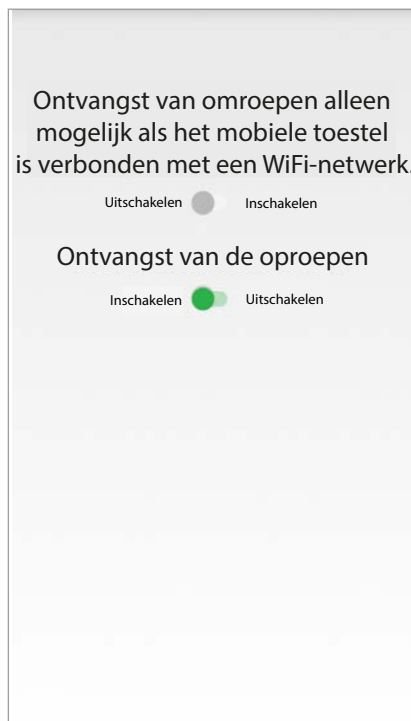 Ontvangst van omroepen alleen
mogelijk als het mobiele toestel
is verbonden met een WiFi-netwerk.
Uitschakelen Inschakelen
Ontvangst van de oproepen
Inschakelen Uitschakelen